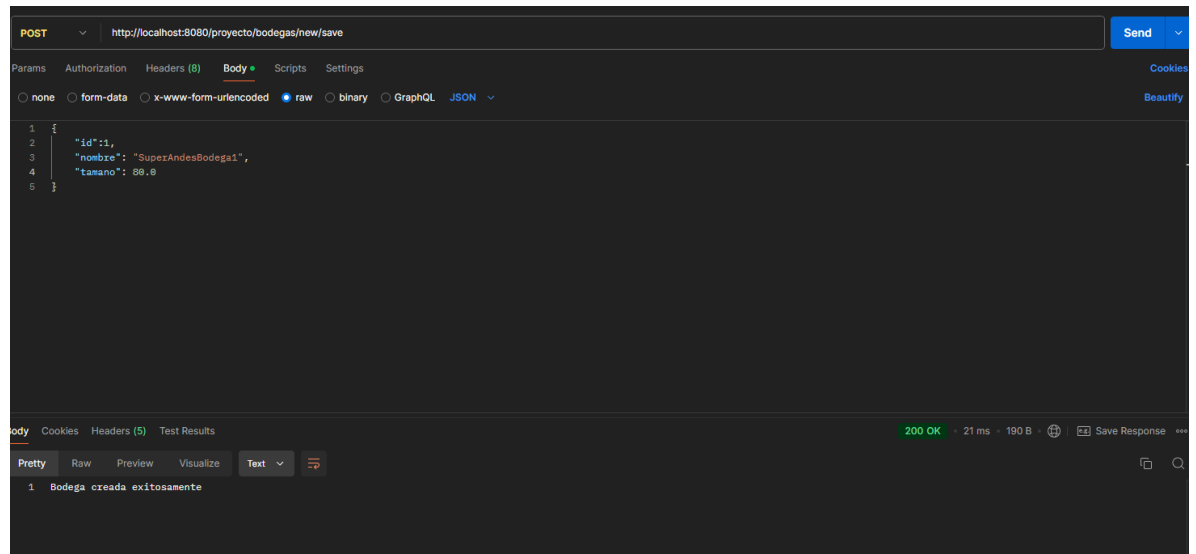 POST http://localhost:8080/proyecto/bodegas/new/save Send
Params Authorization Headers (8) Body Scripts Settings Cookies
none form-data x-www-form-urlencoded raw binary GraphQL JSON Beautify
1 {
2 "id":1,
3 "nombre": "SuperAndesBodega1",
4 "tamano": 80.0
5 }
Body Cookies Headers (5) Test Results 200 OK 21 ms 190 B Save Response
Pretty Raw Preview Visualize Text
1 Bodega creada exitosamente